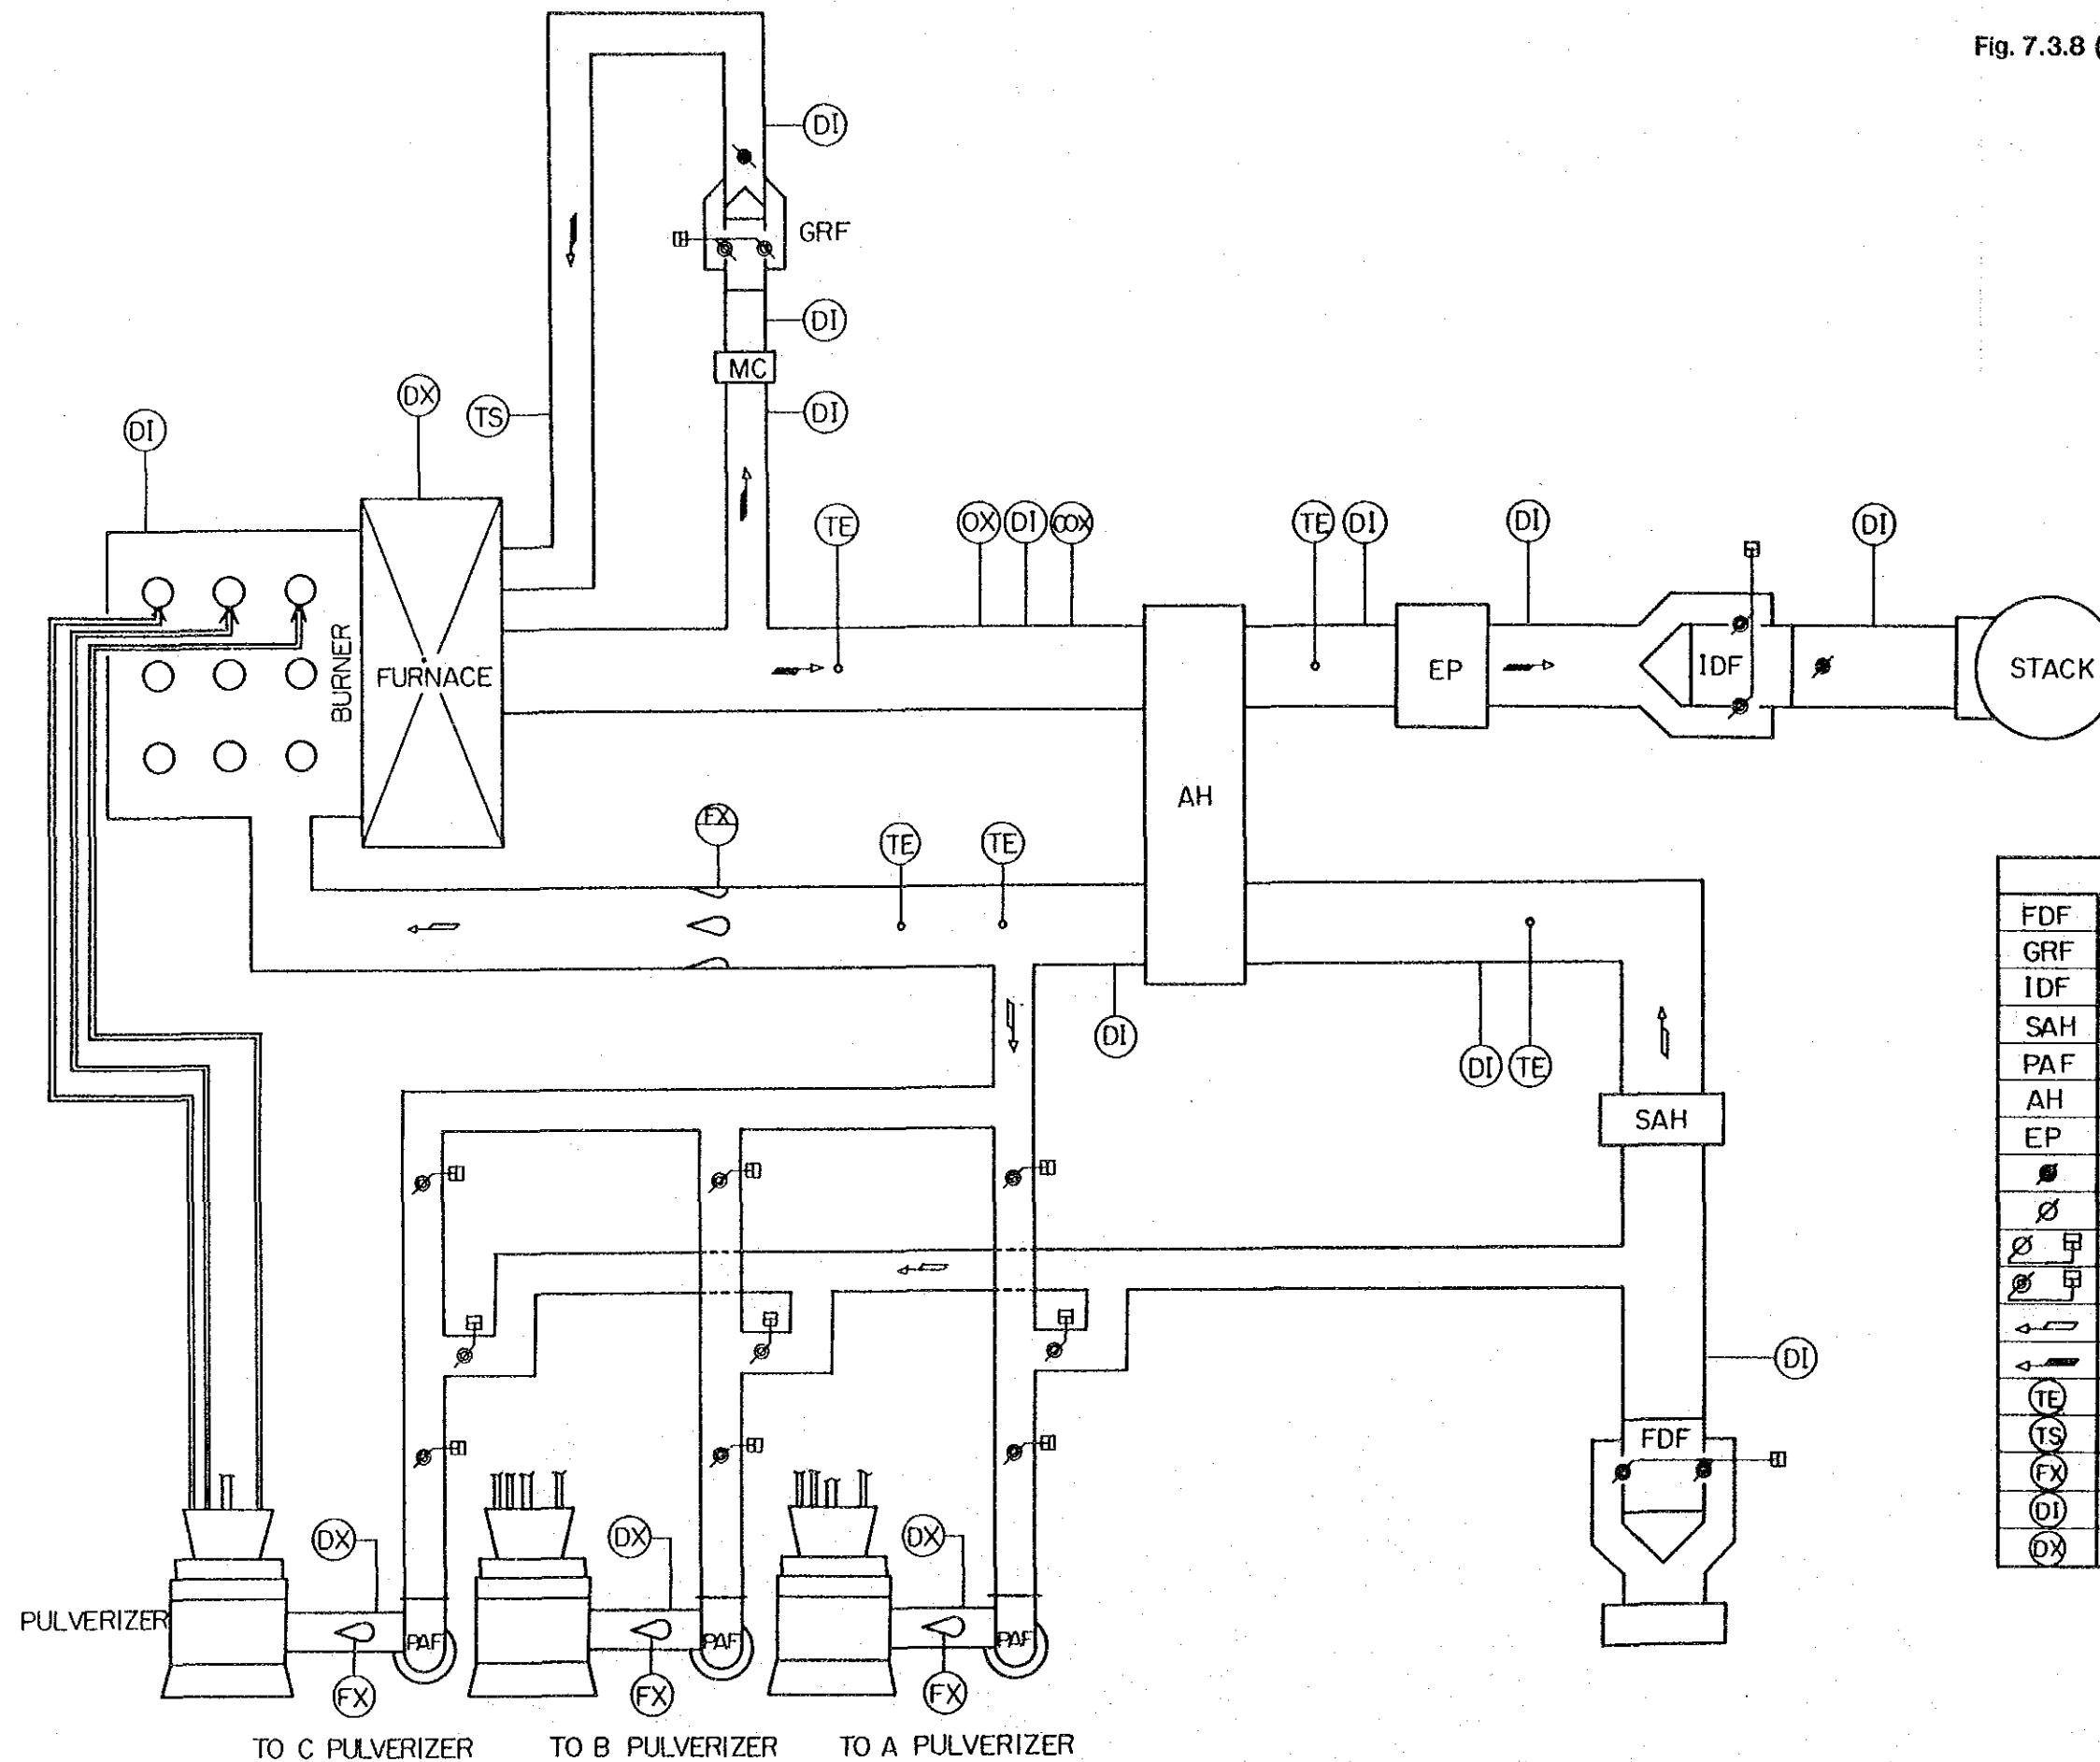 Fig. 7.3.8 (
DI
GRF
DI
MC
DX
TS
DI
DI
TE
OX
DI
COX
TE
DI
DI
DI
BURNER
FURNACE
EP
IDF
STACK
AH
FX
TE
TE
DI
DI
TE
SAH
DI
FDF
DX
DX
DX
PULVERIZER
PAF
PAF
PAF
FX
FX
FX
TO C PULVERIZER
TO B PULVERIZER
TO A PULVERIZER
FDF
GRF
IDF
SAH
PAF
AH
EP
TE
TS
FX
DI
DX